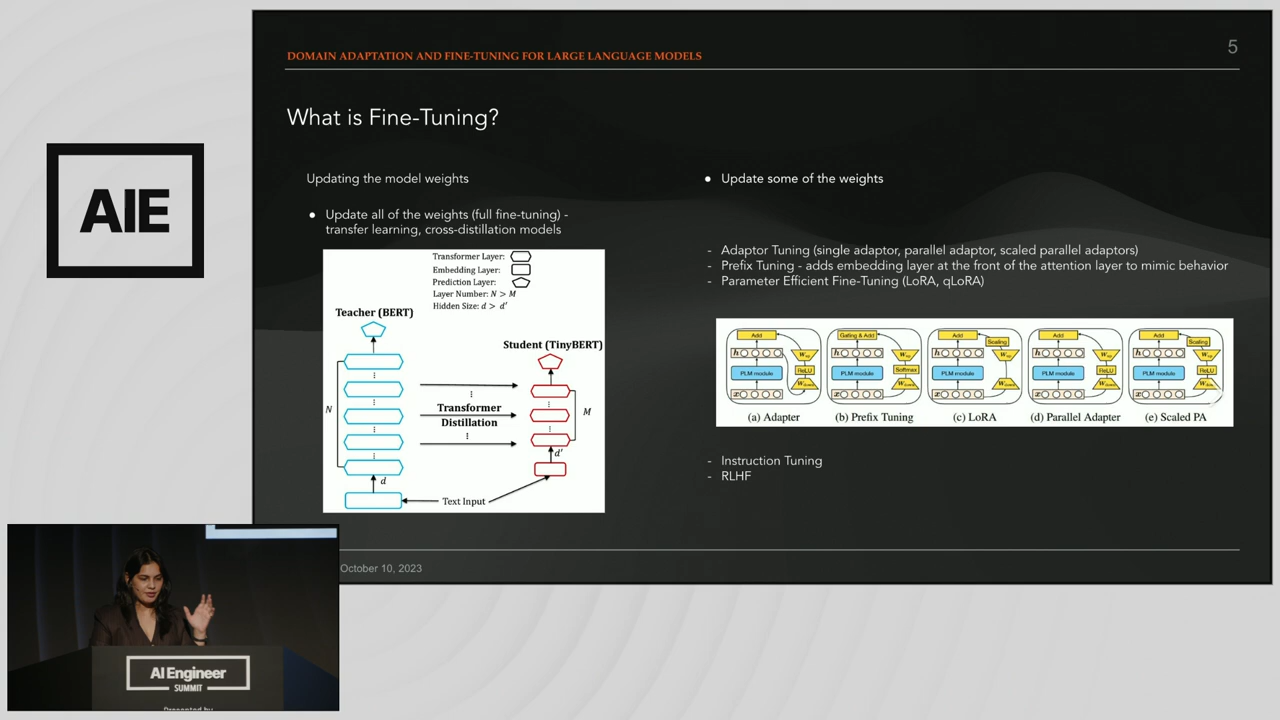 DOMAIN ADAPTATION AND FINE-TUNING FOR LARGE LANGUAGE MODELS
5
AIE
What is Fine-Tuning?
Updating the model weights
● Update all of the weights (full fine-tuning) -
transfer learning, cross-distillation models
Transformer Layer:
Embedding Layer:
Prediction Layer:
Layer Number: N > M
Hidden Size: d > d'
Teacher (BERT)
Student (TinyBERT)
N
Transformer
Distillation
M
d'
d
Text Input
● Update some of the weights
- Adaptor Tuning (single adaptor, parallel adaptor, scaled parallel adaptors)
- Prefix Tuning - adds embedding layer at the front of the attention layer to mimic behavior
- Parameter Efficient Fine-Tuning (LoRA, qLoRA)
Add
h
W
PLM module
ReLU
x
W
(a) Adapter
Gating & Add
h
W
PLM module
Softmax
x
W
(b) Prefix Tuning
Add
Scaling
h
W
PLM module
x
W
(c) LoRA
Add
h
W
PLM module
ReLU
x
W
(d) Parallel Adapter
Add
Scaling
h
W
PLM module
ReLU
x
W
(e) Scaled PA
- Instruction Tuning
- RLHF
October 10, 2023
AI Engineer
SUMMIT
Presented by